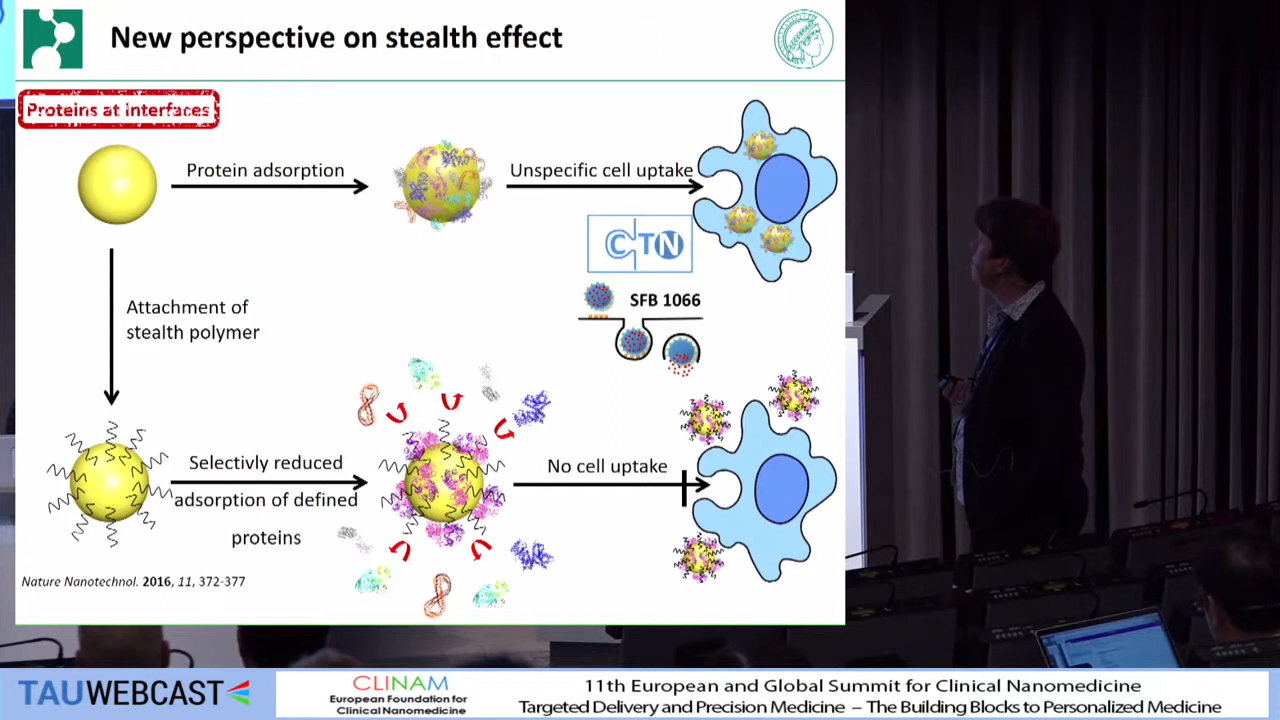 New perspective on stealth effect
Proteins at interfaces
Protein adsorption
Unspecific cell uptake
CTN
SFB 1066
Attachment of
stealth polymer
Selectivly reduced
adsorption of defined
proteins
No cell uptake
Nature Nanotechnol. 2016, 11, 372-377
TAUWEBCAST
CLINAM
European Foundation for
Clinical Nanomedicine
11th European and Global Summit for Clinical Nanomedicine
Targeted Delivery and Precision Medicine – The Building Blocks to Personalized Medicine